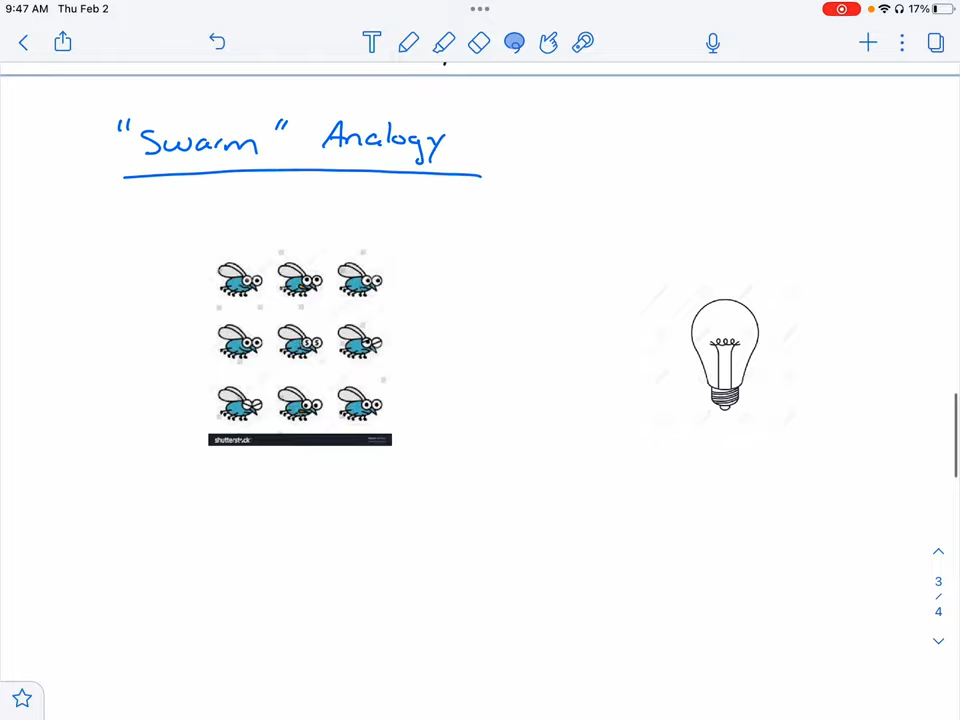 9:47 AM Thu Feb 2
17%
"Swarm" Analogy
$ $
shutterstock
3
/
4